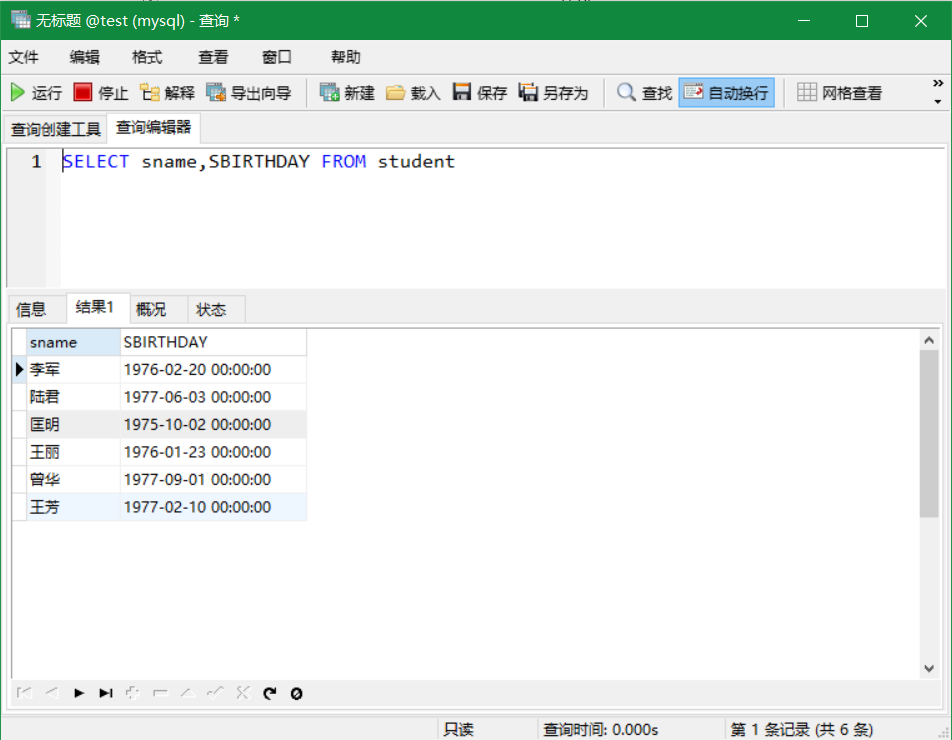 无标题 @test (mysql) - 查询 *
文件 编辑 格式 查看 窗口 帮助
运行 停止 解释 导出向导 新建 载入 保存 另存为 查找 自动换行 网格查看
查询创建工具 查询编辑器
1 SELECT sname,SBIRTHDAY FROM student
信息 结果1 概况 状态
sname SBIRTHDAY
李军 1976-02-20 00:00:00
陆君 1977-06-03 00:00:00
匡明 1975-10-02 00:00:00
王丽 1976-01-23 00:00:00
曾华 1977-09-01 00:00:00
王芳 1977-02-10 00:00:00
只读 查询时间: 0.000s 第 1 条记录 (共 6 条)